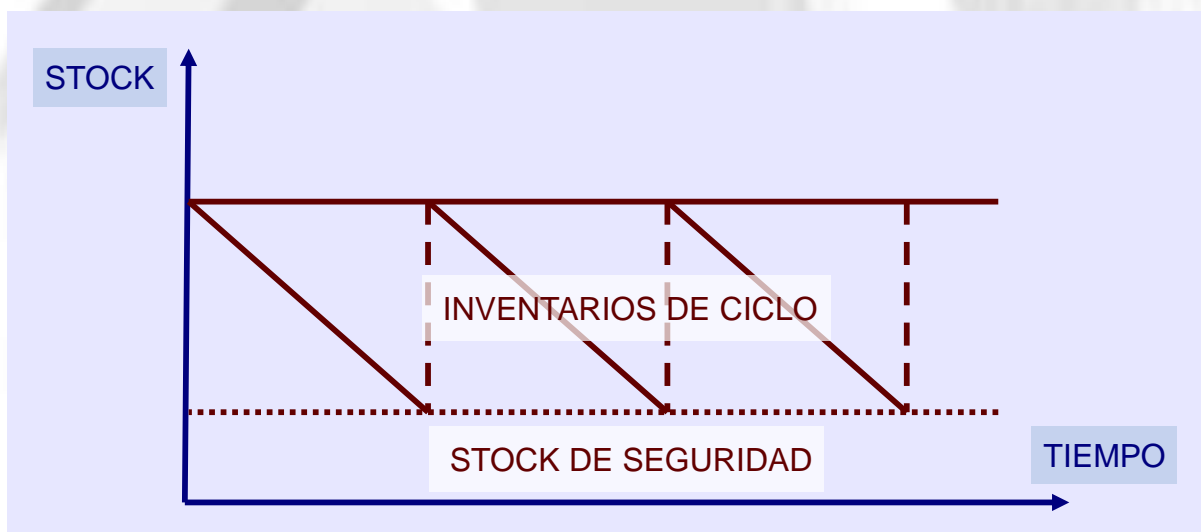 STOCK
INVENTARIOS DE CICLO
STOCK DE SEGURIDAD
TIEMPO